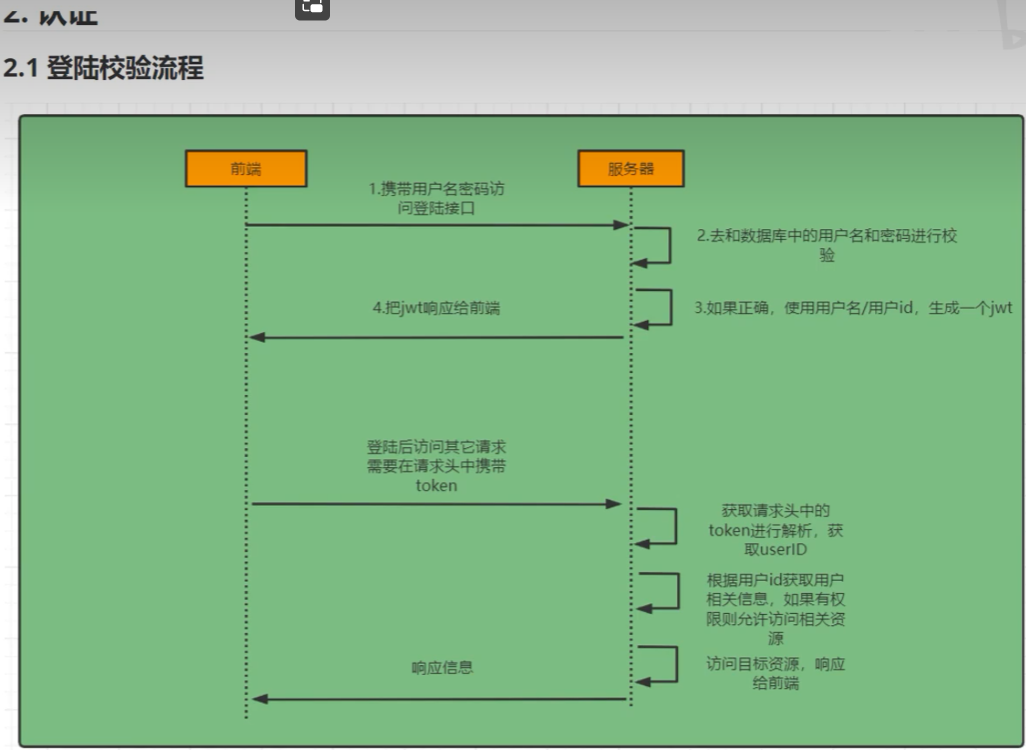 2. 认证
2.1 登陆校验流程
前端
服务器
1.携带用户名密码访
问登陆接口
2.去和数据库中的用户名和密码进行校
验
3.如果正确，使用用户名/用户id，生成一个jwt
4.把jwt响应给前端
登陆后访问其它请求
需要在请求头中携带
token
获取请求头中的
token进行解析，获
取userID
根据用户id获取用户
相关信息，如果有权
限则允许访问相关资
源
访问目标资源，响应
给前端
响应信息